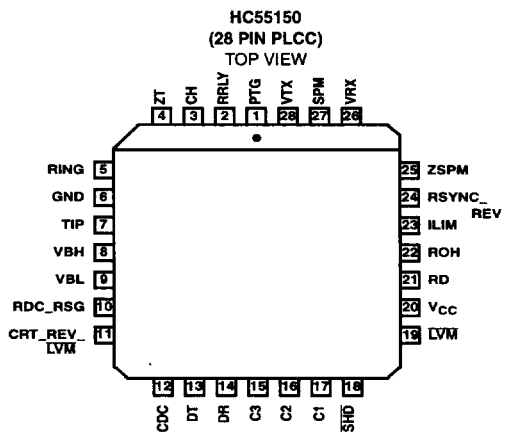 HC55150
(28 PIN PLCC)
TOP VIEW
ZT
CH
RRLY
PTG
VTX
SPM
VRX
4
3
2
1
28
27
26
RING 5
GND 6
TIP 7
VBH 8
VBL 9
RDC_RSG 10
CRT_REV_ 11
LVM
25 ZSPM
24 RSYNC_
REV
23 ILIM
22 ROH
21 RD
20 VCC
19 LVM
12
13
14
15
16
17
18
CDC
DT
DR
C3
C2
C1
SHD